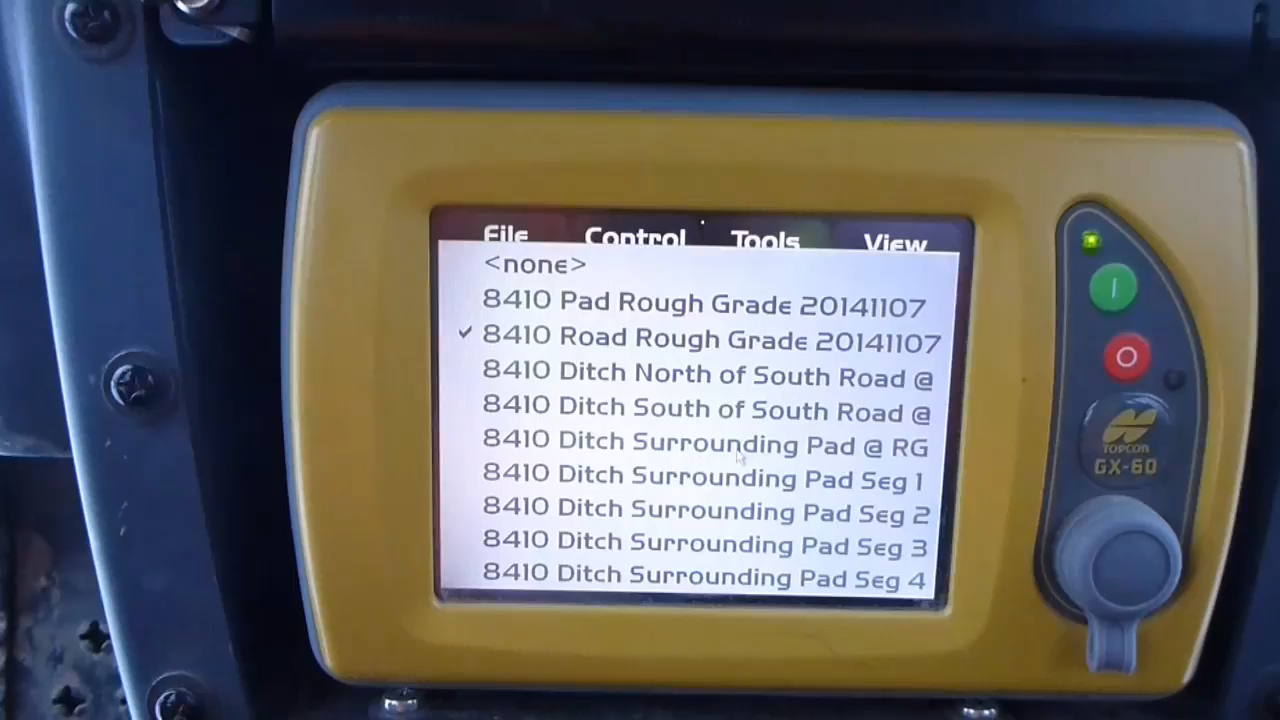 File Control Tools View
<none>
8410 Pad Rough Grade 20141107
✓ 8410 Road Rough Grade 20141107
8410 Ditch North of South Road @
8410 Ditch South of South Road @
8410 Ditch Surrounding Pad @ RG
8410 Ditch Surrounding Pad Seg 1
8410 Ditch Surrounding Pad Seg 2
8410 Ditch Surrounding Pad Seg 3
8410 Ditch Surrounding Pad Seg 4
TOPCON
GX-60